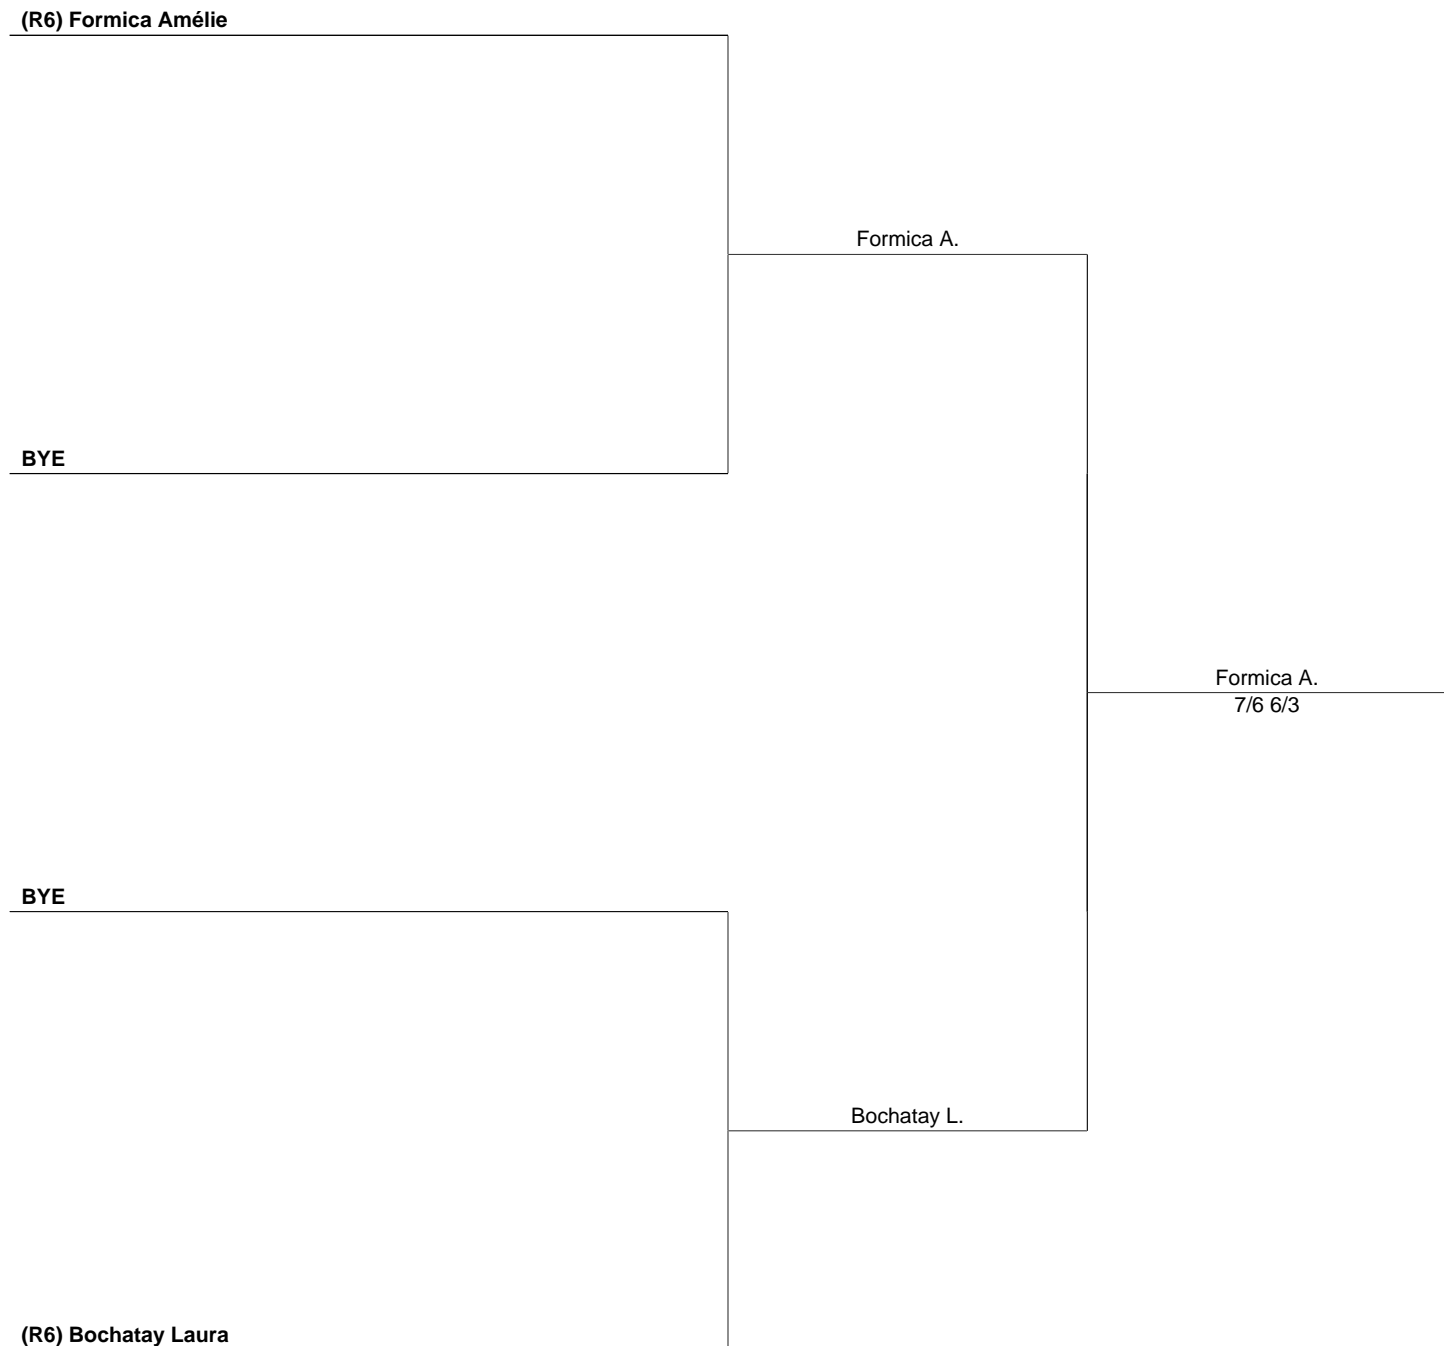 (R6) Formica Amélie
Formica A.
BYE
Formica A.
7/6 6/3
BYE
Bochatay L.
(R6) Bochatay Laura